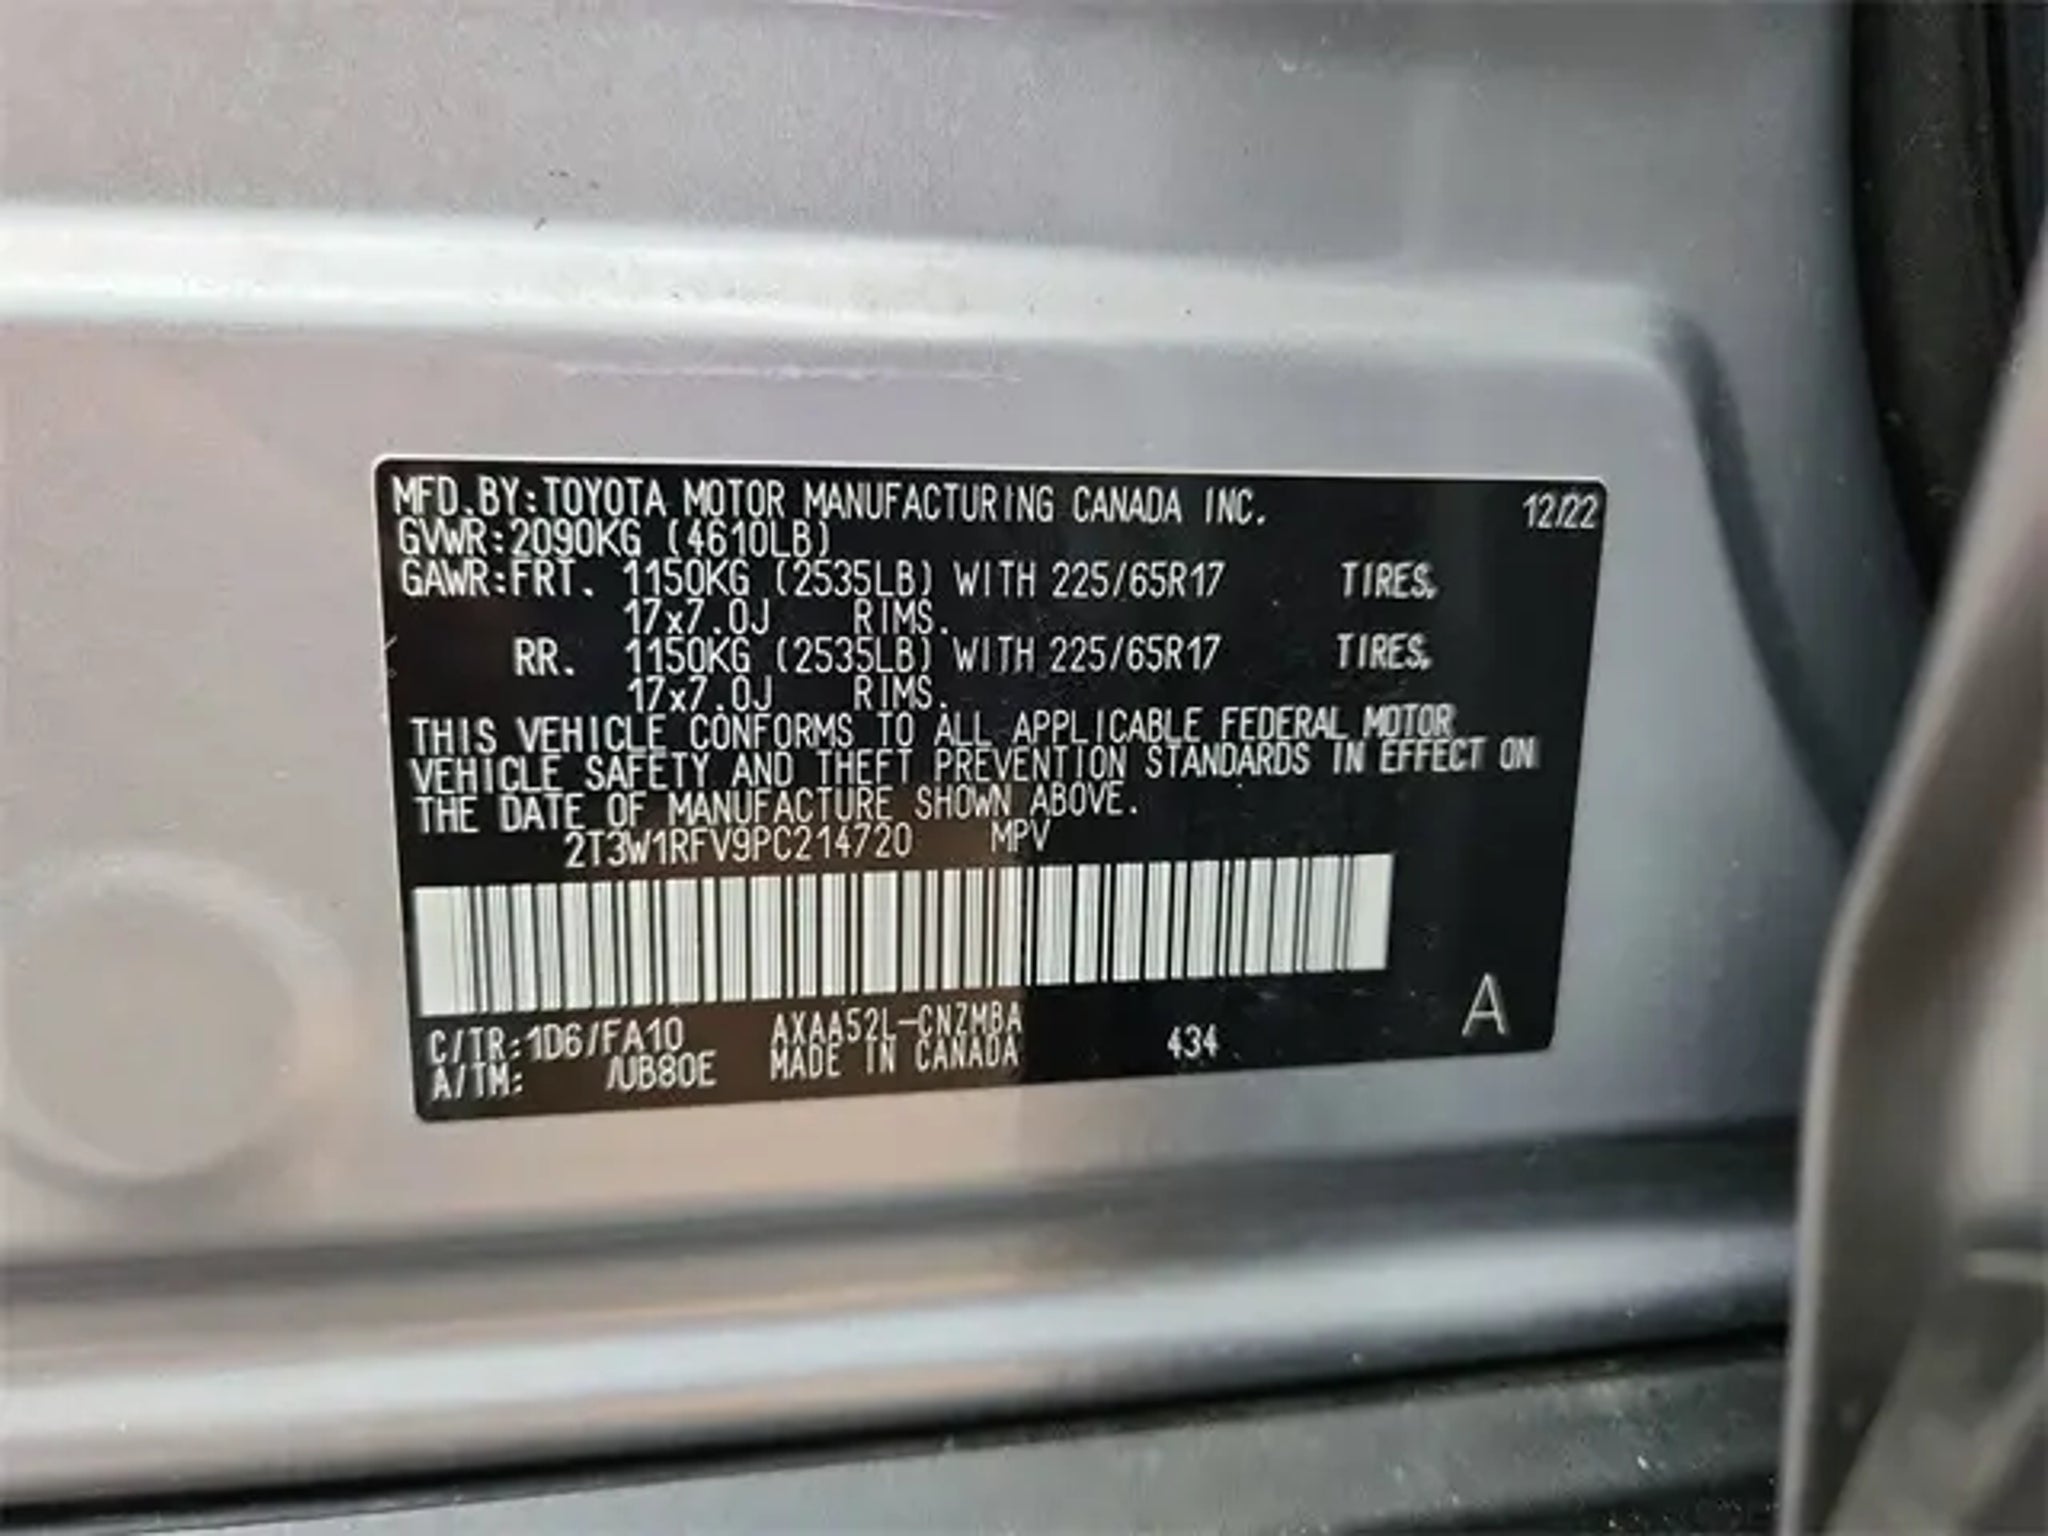 MFD.BY:TOYOTA MOTOR MANUFACTURING CANADA INC. 12/22
GVWR:2090KG (4610LB)
GAWR:FRT. 1150KG (2535LB) WITH 225/65R17 TIRES.
17x7.0J RIMS.
RR. 1150KG (2535LB) WITH 225/65R17 TIRES.
17x7.0J RIMS.
THIS VEHICLE CONFORMS TO ALL APPLICABLE FEDERAL MOTOR
VEHICLE SAFETY AND THEFT PREVENTION STANDARDS IN EFFECT ON
THE DATE OF MANUFACTURE SHOWN ABOVE.
2T3W1RFV9PC214720 MPV
C/TR:1D6/FA10 AXAA52L-CNZMBA 434 A
A/TM: /UB80E MADE IN CANADA